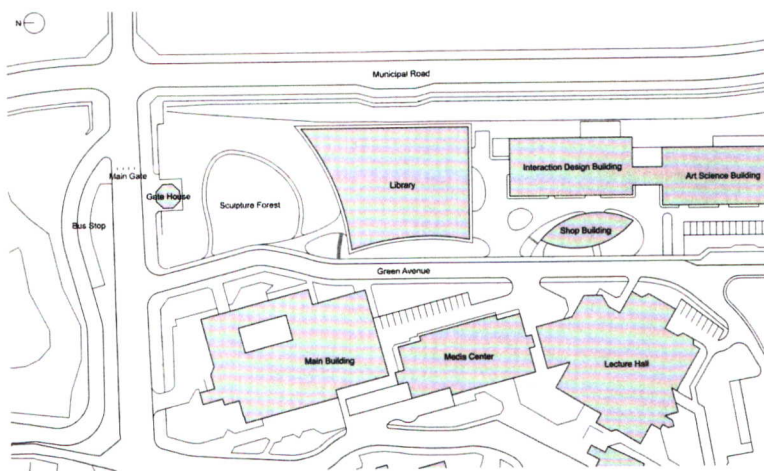 N
Municipal Road
Main Gate
Gate House
Bus Stop
Sculpture Forest
Library
Interaction Design Building
Art Science Building
Shop Building
Green Avenue
Main Building
Media Center
Lecture Hall